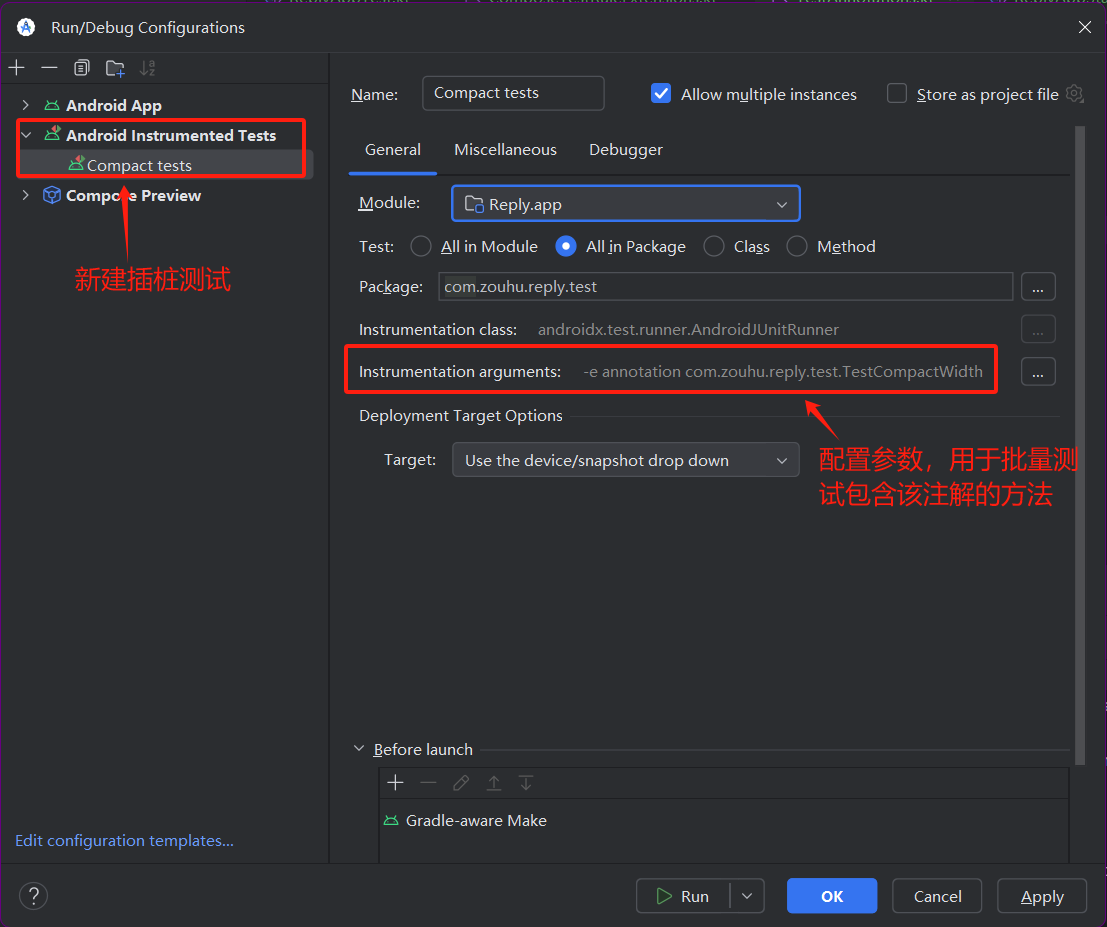 Run/Debug Configurations
Android App
Android Instrumented Tests
Compact tests
Compose Preview
新建插桩测试
Edit configuration templates...
Name:
Compact tests
Allow multiple instances
Store as project file
General
Miscellaneous
Debugger
Module:
Reply.app
Test:
All in Module
All in Package
Class
Method
Package:
com.zouhu.reply.test
...
Instrumentation class:
androidx.test.runner.AndroidJUnitRunner
...
Instrumentation arguments:
-e annotation com.zouhu.reply.test.TestCompactWidth
...
Deployment Target Options
Target:
Use the device/snapshot drop down
配置参数，用于批量测
试包含该注解的方法
Before launch
Gradle-aware Make
?
Run
OK
Cancel
Apply